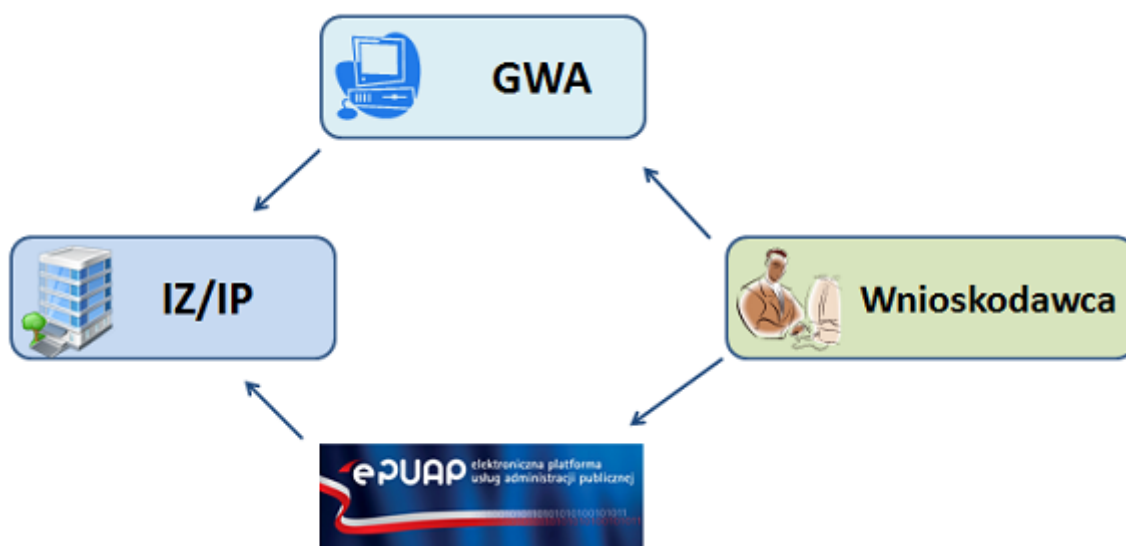 GWA
IZ/IP
Wnioskodawca
ePUAP
elektroniczna platforma
usług administracji publicznej